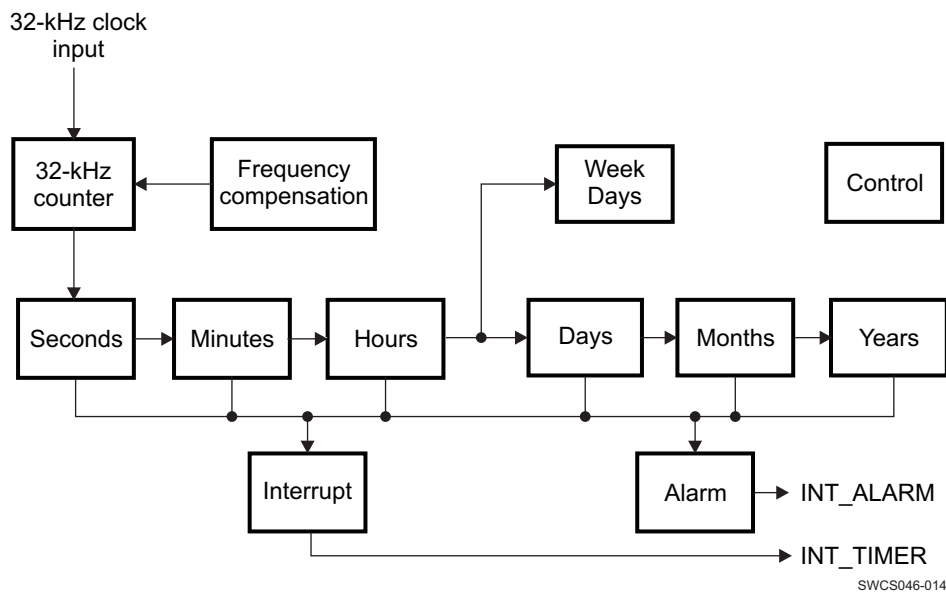 32-kHz clock
input
32-kHz
counter
Frequency
compensation
Week
Days
Control
Seconds
Minutes
Hours
Days
Months
Years
Interrupt
Alarm
INT_ALARM
INT_TIMER
SWCS046-014